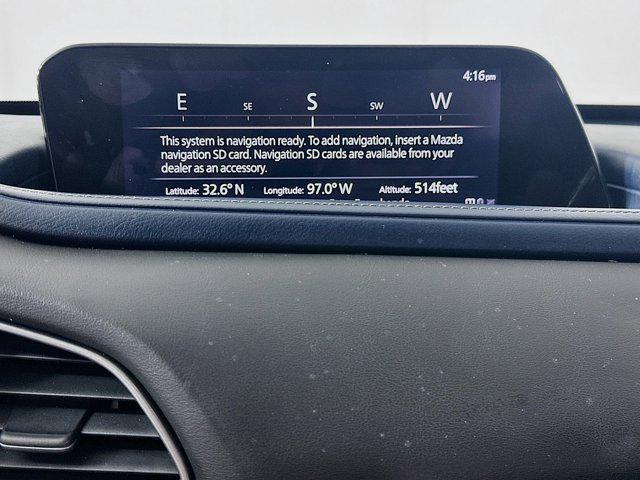 4:16pm
E SE S SW W
This system is navigation ready. To add navigation, insert a Mazda
navigation SD card. Navigation SD cards are available from your
dealer as an accessory.
Latitude: 32.6° N Longitude: 97.0° W Altitude: 514feet